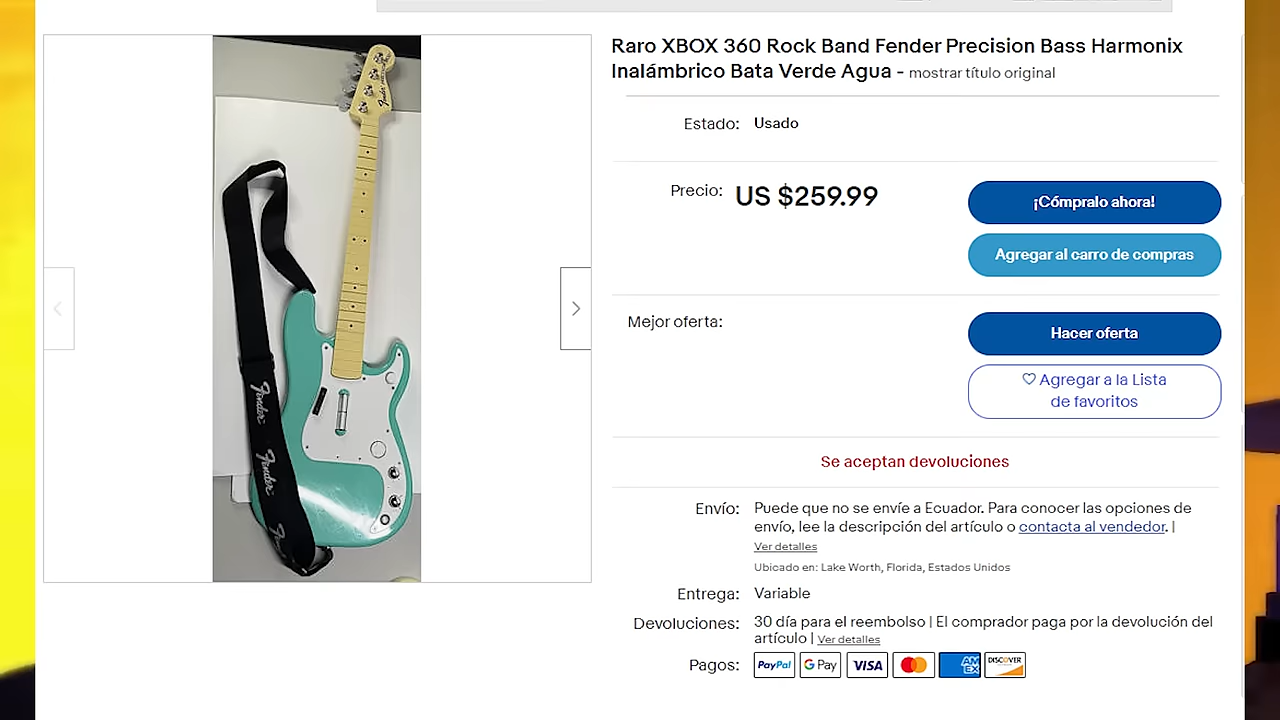 Raro XBOX 360 Rock Band Fender Precision Bass Harmonix
Inalámbrico Bata Verde Agua - mostrar título original
Estado: Usado
Precio: US $259.99
¡Cómpralo ahora!
Agregar al carro de compras
Mejor oferta:
Hacer oferta
Agregar a la Lista
de favoritos
Se aceptan devoluciones
Envío: Puede que no se envíe a Ecuador. Para conocer las opciones de
envío, lee la descripción del artículo o contacta al vendedor. |
Ver detalles
Ubicado en: Lake Worth, Florida, Estados Unidos
Entrega: Variable
Devoluciones: 30 día para el reembolso | El comprador paga por la devolución del
artículo | Ver detalles
Pagos: PayPal G Pay VISA AM EX DISCOVER
Fender
Fender
Fender